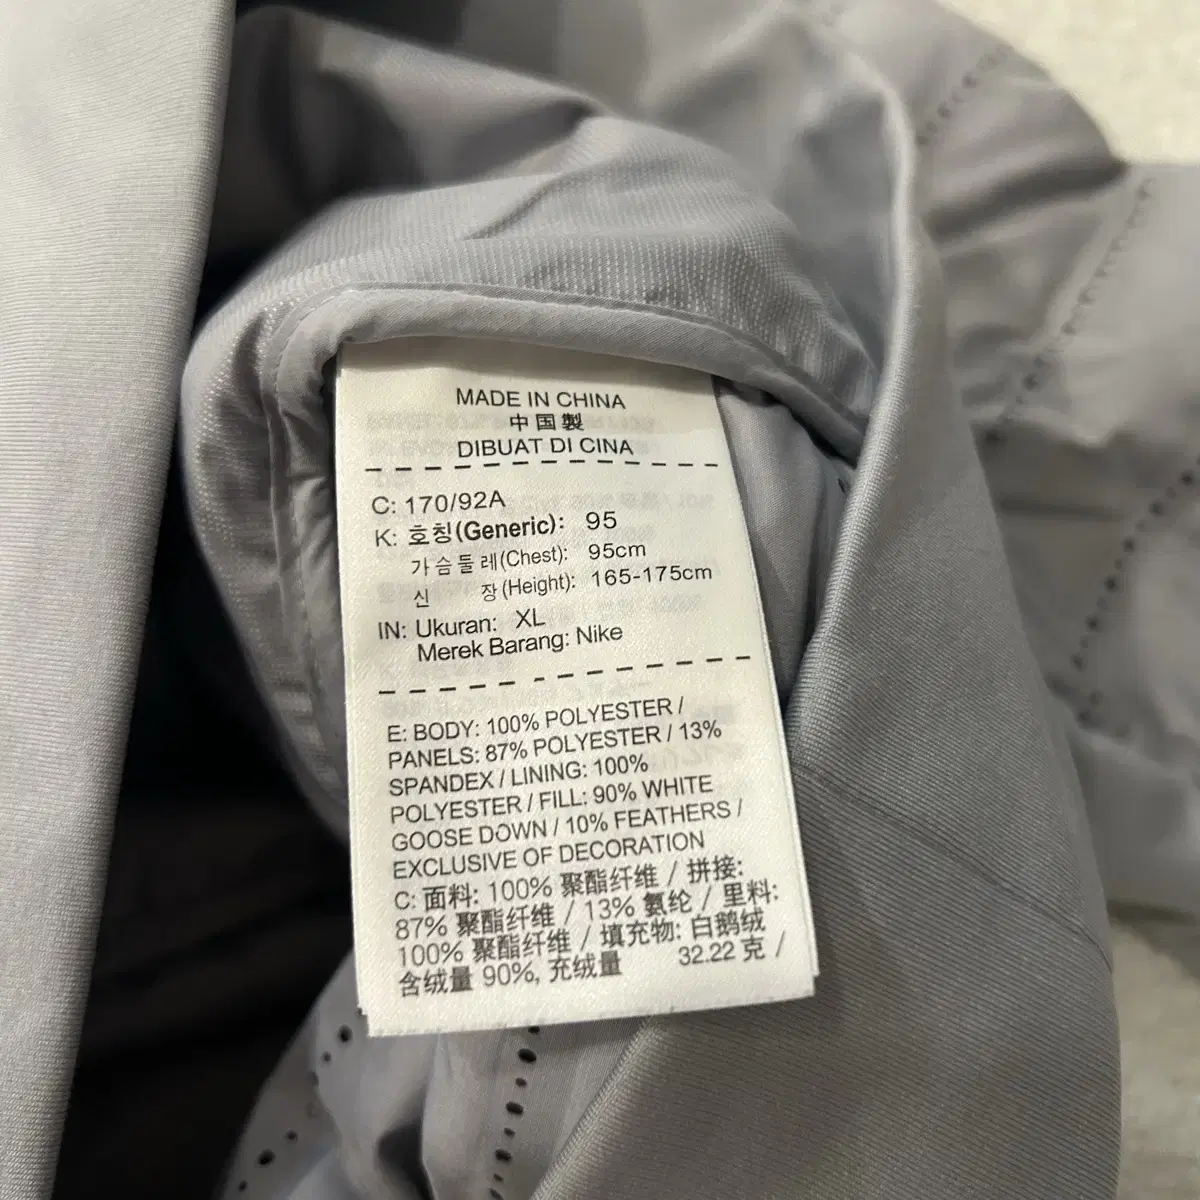 MADE IN CHINA
中国製
DIBUAT DI CINA
C: 170/92A
K: 호칭(Generic): 95
가슴둘레(Chest): 95cm
신 장(Height): 165-175cm
IN: Ukuran: XL
Merek Barang: Nike
E: BODY: 100% POLYESTER /
PANELS: 87% POLYESTER / 13%
SPANDEX / LINING: 100%
POLYESTER / FILL: 90% WHITE
GOOSE DOWN / 10% FEATHERS /
EXCLUSIVE OF DECORATION
C: 面料: 100% 聚酯纤维 / 拼接:
87% 聚酯纤维 / 13% 氨纶 / 里料:
100% 聚酯纤维 / 填充物: 白鹅绒
含绒量 90%, 充绒量 32.22 克 /